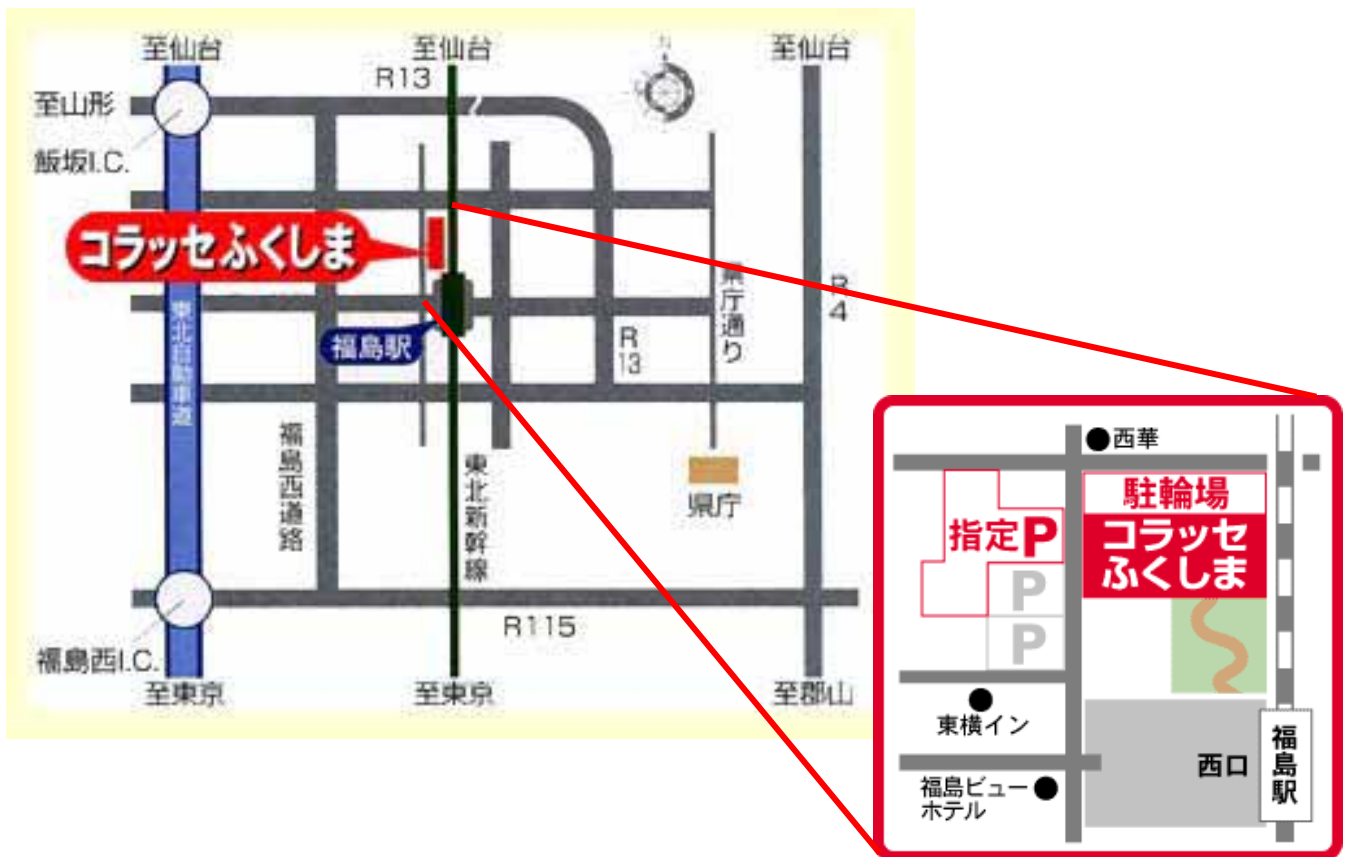 至仙台
至仙台
至仙台
R13
至山形
飯坂I.C.
コラッセふくしま
東北自動車道
福島駅
県庁通り
R4
R13
福島西道路
東北新幹線
県庁
R115
福島西I.C.
至東京
至東京
至郡山
西華
駐輪場
指定P
コラッセ
ふくしま
P
P
東横イン
西口
福島駅
福島ビュー
ホテル